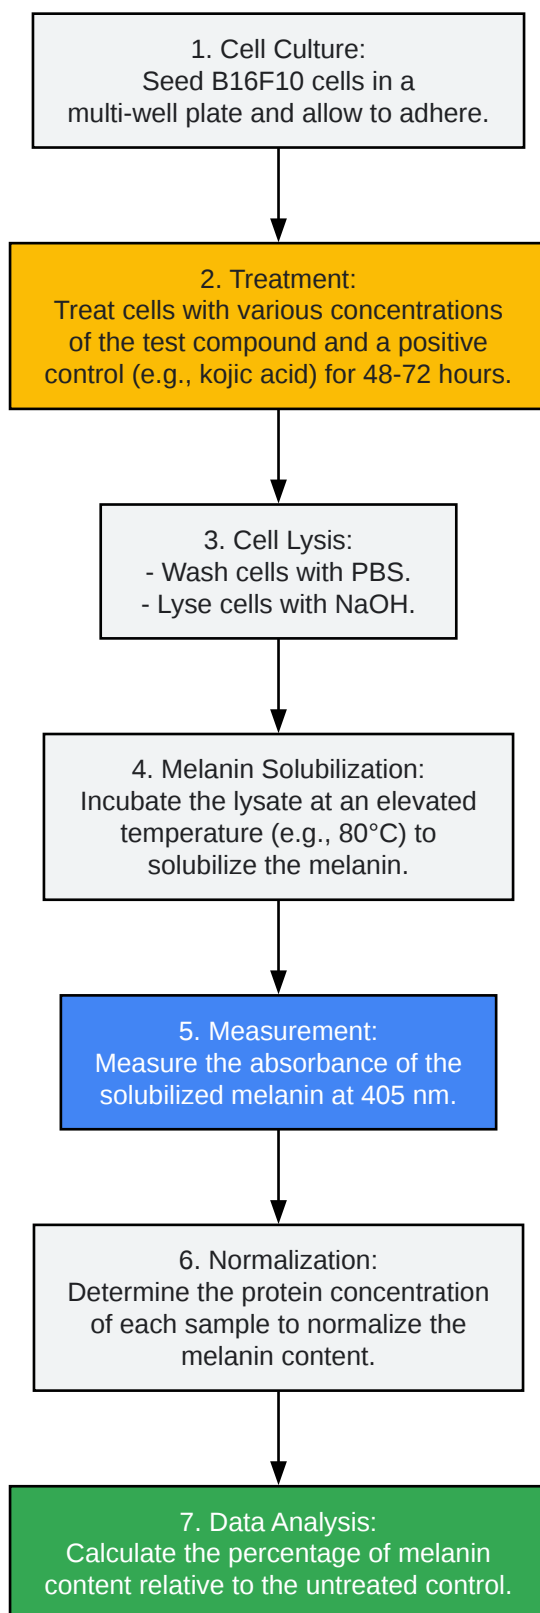 1. Cell Culture:
Seed B16F10 cells in a
multi-well plate and allow to adhere.
2. Treatment:
Treat cells with various concentrations
of the test compound and a positive
control (e.g., kojic acid) for 48-72 hours.
3. Cell Lysis:
- Wash cells with PBS.
- Lyse cells with NaOH.
4. Melanin Solubilization:
Incubate the lysate at an elevated
temperature (e.g., 80°C) to
solubilize the melanin.
5. Measurement:
Measure the absorbance of the
solubilized melanin at 405 nm.
6. Normalization:
Determine the protein concentration
of each sample to normalize the
melanin content.
7. Data Analysis:
Calculate the percentage of melanin
content relative to the untreated control.